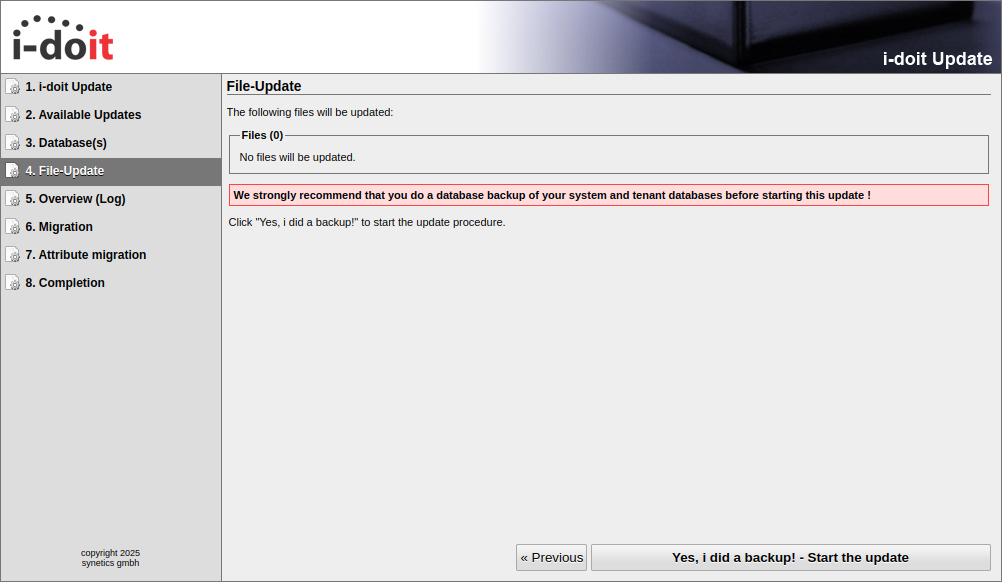 i-doit
i-doit Update
1. i-doit Update
2. Available Updates
3. Database(s)
4. File-Update
5. Overview (Log)
6. Migration
7. Attribute migration
8. Completion
copyright 2025
synetics gmbh
File-Update
The following files will be updated:
Files (0)
No files will be updated.
We strongly recommend that you do a database backup of your system and tenant databases before starting this update !
Click "Yes, i did a backup!" to start the update procedure.
« Previous
Yes, i did a backup! - Start the update